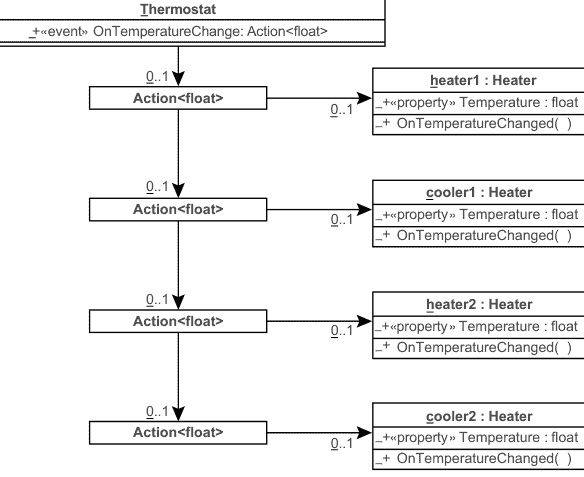 Thermostat
+«event» OnTemperatureChange: Action<float>
0..1
Action<float>
0..1
heater1 : Heater
+«property» Temperature : float
+ OnTemperatureChanged( )
0..1
Action<float>
0..1
cooler1 : Heater
+«property» Temperature : float
+ OnTemperatureChanged( )
0..1
Action<float>
0..1
heater2 : Heater
+«property» Temperature : float
+ OnTemperatureChanged( )
0..1
Action<float>
0..1
cooler2 : Heater
+«property» Temperature : float
+ OnTemperatureChanged( )